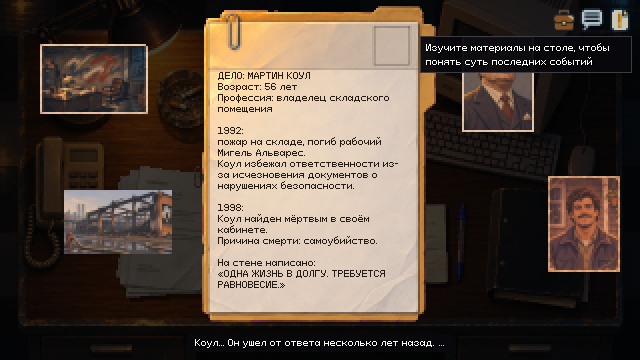 Изучите материалы на столе, чтобы
понять суть последних событий
ДЕЛО: МАРТИН КОУЛ
Возраст: 56 лет
Профессия: владелец складского
помещения
1992:
пожар на складе, погиб рабочий
Мигель Альварес.
Коул избежал ответственности из-
за исчезновения документов о
нарушениях безопасности.
1998:
Коул найден мёртвым в своём
кабинете.
Причина смерти: самоубийство.
На стене написано:
«ОДНА ЖИЗНЬ В ДОЛГУ. ТРЕБУЕТСЯ
РАВНОВЕСИЕ.»
Коул... Он ушел от ответа несколько лет назад. ...